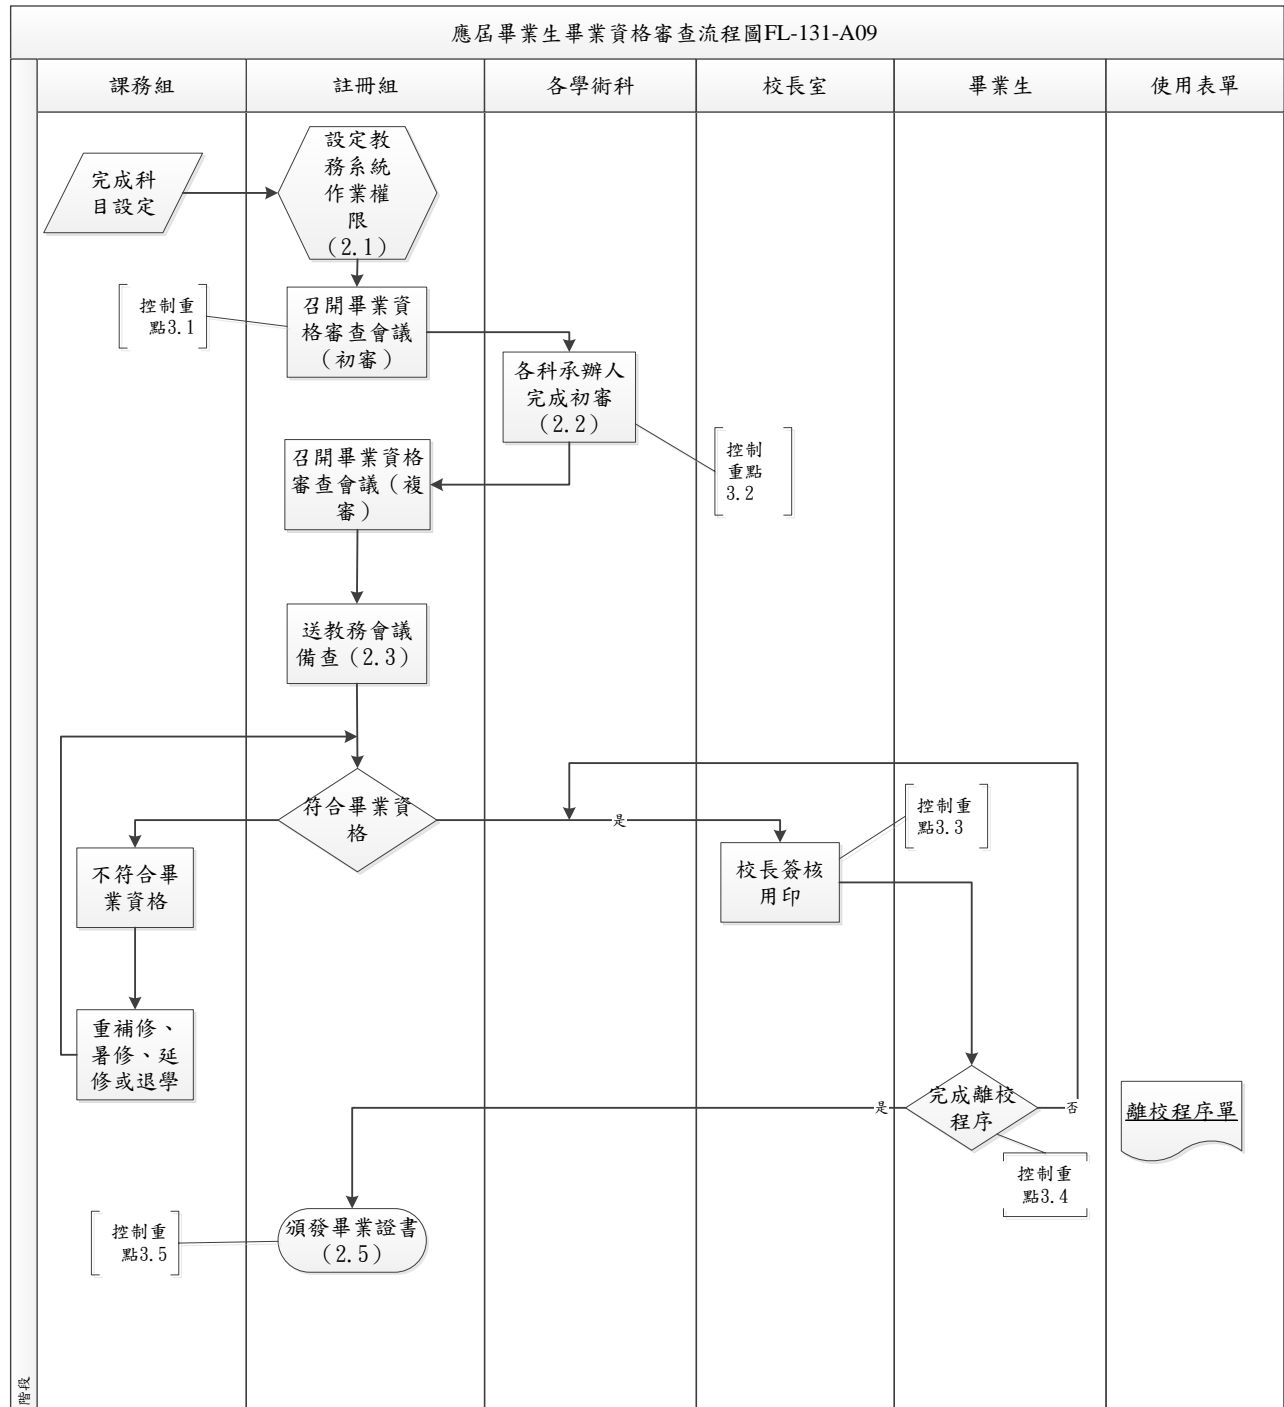 應屆畢業生畢業資格審查流程圖FL-131-A09
課務組
註冊組
各學術科
校長室
畢業生
使用表單
完成科
目設定
設定教
務系統
作業權
限
（2.1）
控制重
點3.1
召開畢業資
格審查會議
（初審）
各科承辦人
完成初審
（2.2）
控制
重點
3.2
召開畢業資格
審查會議（複
審）
送教務會議
備查（2.3）
符合畢業資
格
是
控制重
點3.3
校長簽核
用印
不符合畢
業資格
重補修、
暑修、延
修或退學
完成離校
程序
是
否
離校程序單
控制重
點3.4
控制重
點3.5
頒發畢業證書
（2.5）
階段